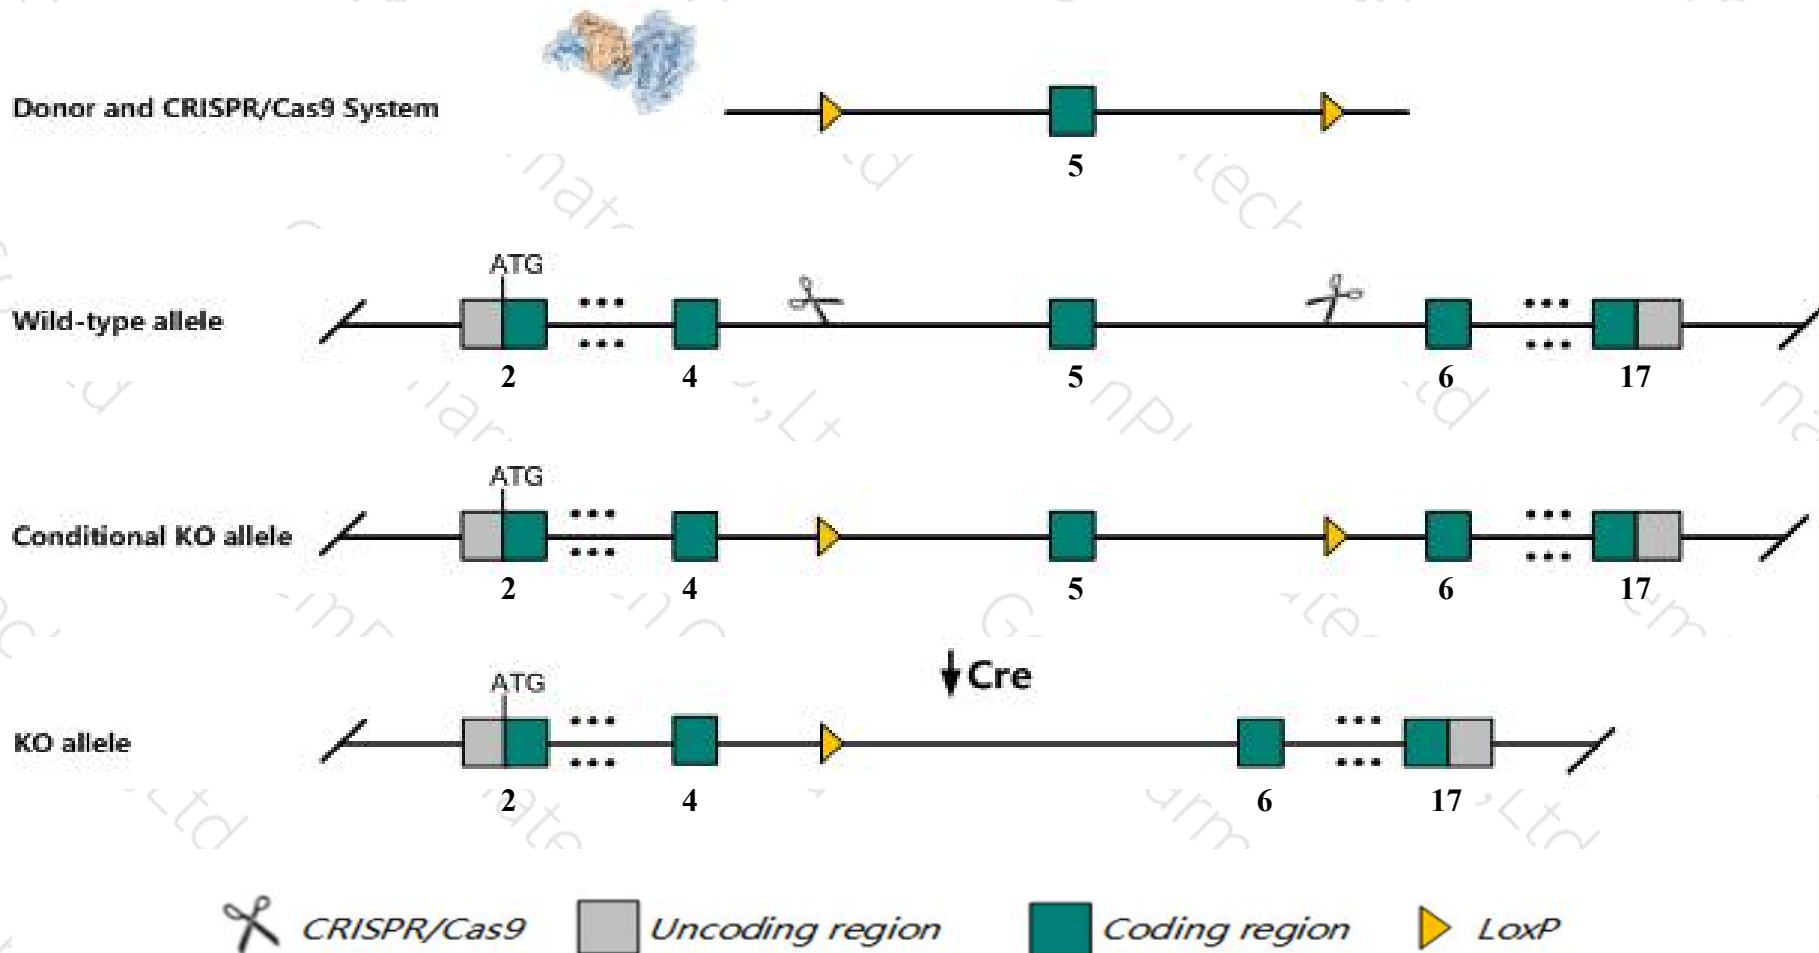 Donor and CRISPR/Cas9 System
5
ATG
Wild-type allele
2 4 5 6 17
ATG
Conditional KO allele
2 4 5 6 17
Cre
ATG
KO allele
2 4 6 17
CRISPR/Cas9 Uncoding region Coding region LoxP